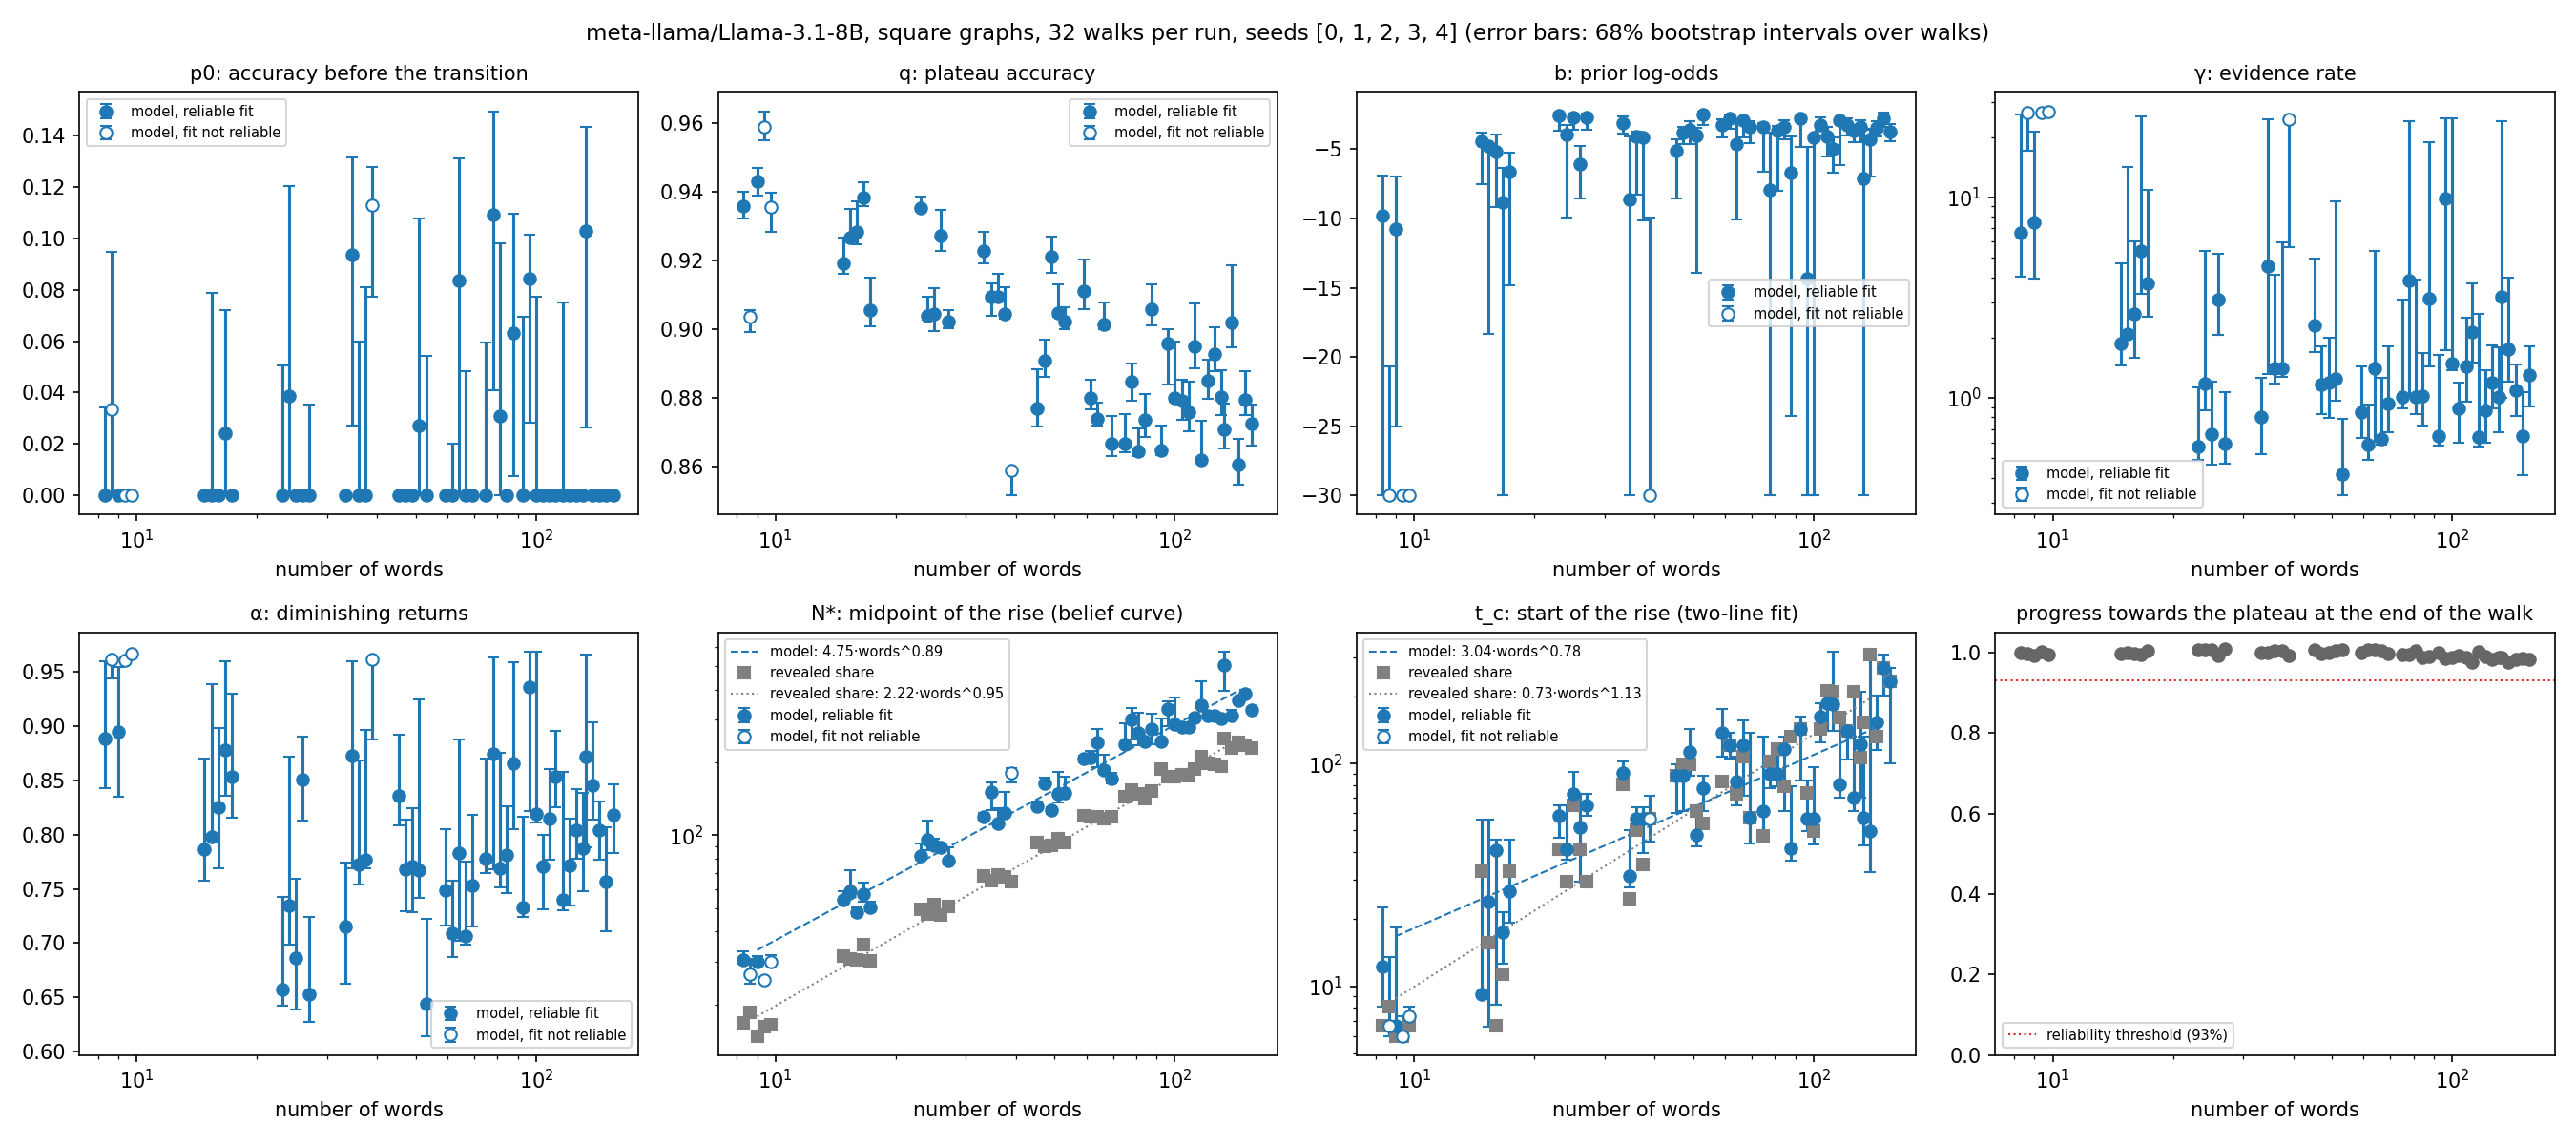 meta-llama/Llama-3.1-8B, square graphs, 32 walks per run, seeds [0, 1, 2, 3, 4] (error bars: 68% bootstrap intervals over walks)
p0: accuracy before the transition
model, reliable fit
model, fit not reliable
0.14
0.12
0.10
0.08
0.06
0.04
0.02
0.00
10¹
10²
number of words
q: plateau accuracy
model, reliable fit
model, fit not reliable
0.96
0.94
0.92
0.90
0.88
0.86
10¹
10²
number of words
b: prior log-odds
model, reliable fit
model, fit not reliable
−5
−10
−15
−20
−25
−30
10¹
10²
number of words
γ: evidence rate
10¹
10⁰
model, reliable fit
model, fit not reliable
10¹
10²
number of words
α: diminishing returns
0.95
0.90
0.85
0.80
0.75
0.70
0.65
0.60
model, reliable fit
model, fit not reliable
10¹
10²
number of words
N*: midpoint of the rise (belief curve)
model: 4.75·words^0.89
revealed share
revealed share: 2.22·words^0.95
model, reliable fit
model, fit not reliable
10²
10¹
10²
number of words
t_c: start of the rise (two-line fit)
model: 3.04·words^0.78
revealed share
revealed share: 0.73·words^1.13
model, reliable fit
model, fit not reliable
10²
10¹
10¹
10²
number of words
progress towards the plateau at the end of the walk
1.0
0.8
0.6
0.4
0.2
0.0
reliability threshold (93%)
10¹
10²
number of words